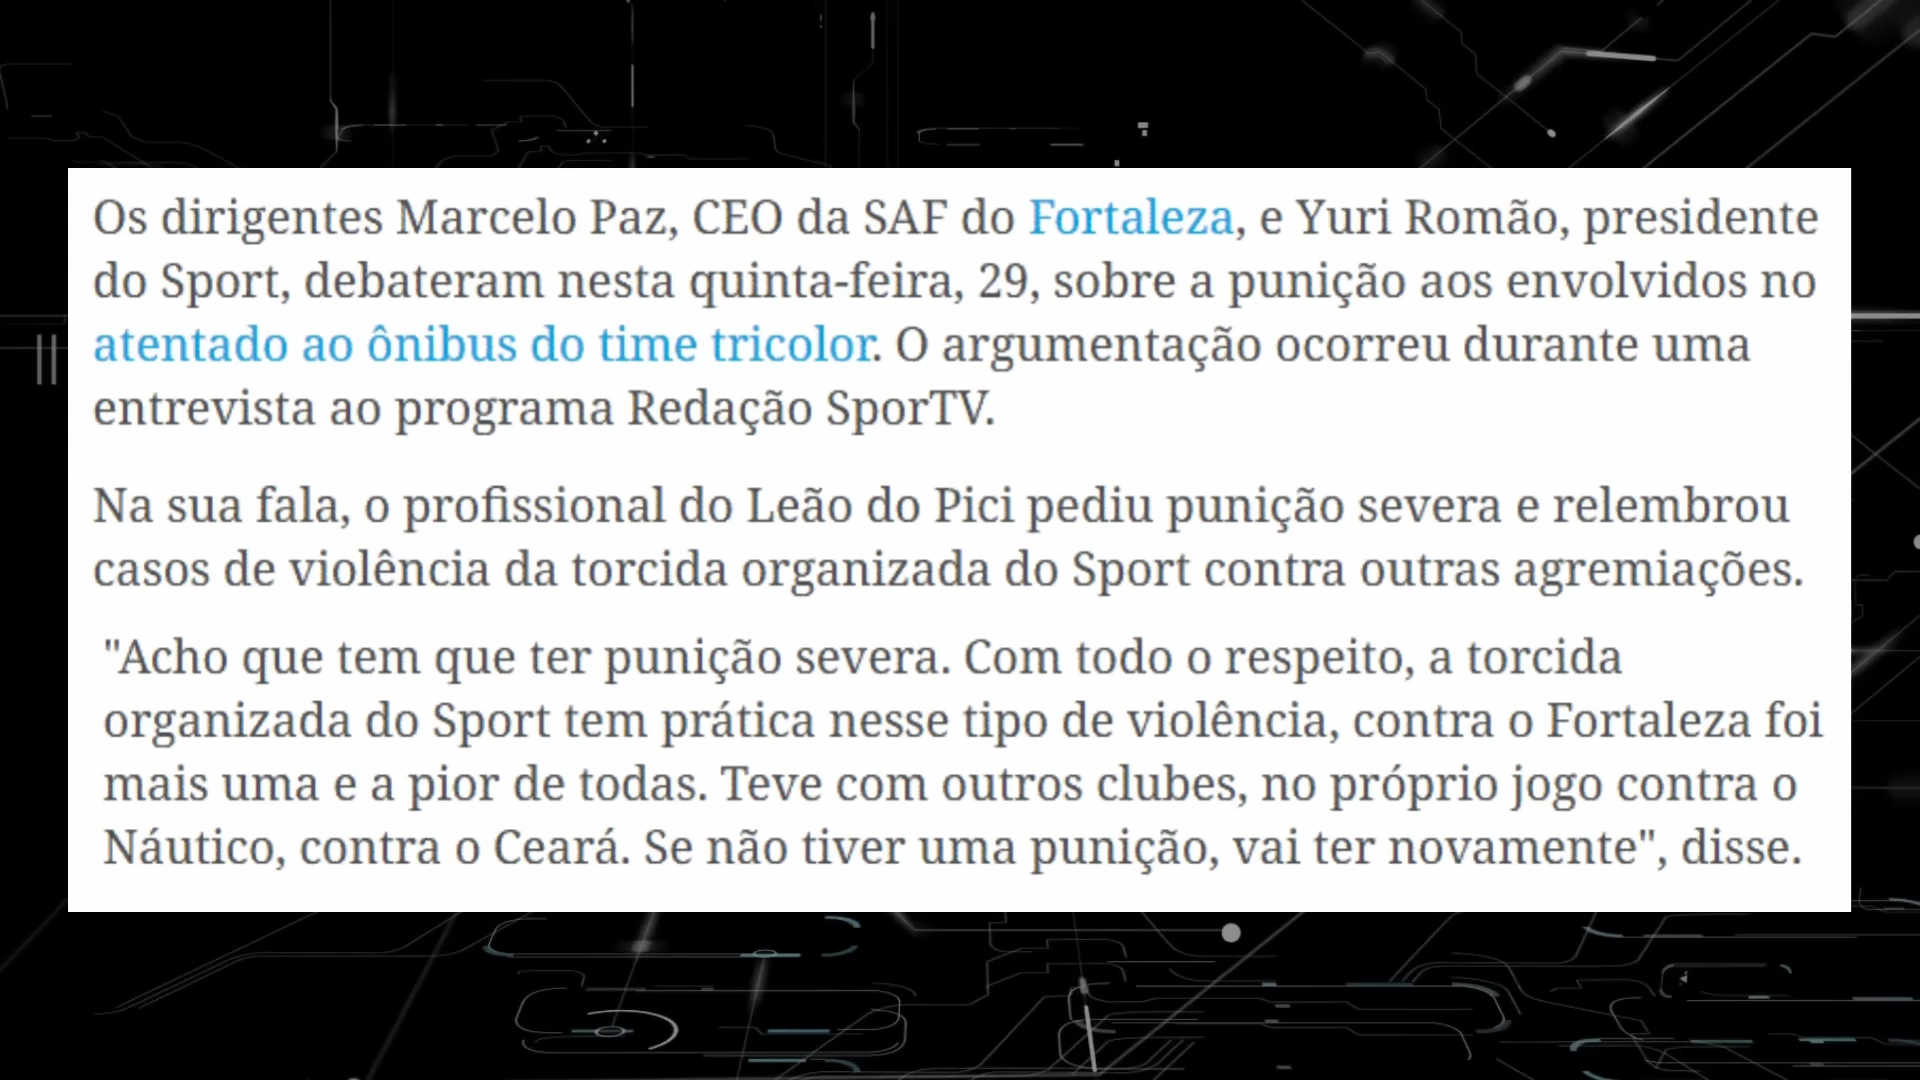 Os dirigentes Marcelo Paz, CEO da SAF do Fortaleza, e Yuri Romão, presidente
do Sport, debateram nesta quinta-feira, 29, sobre a punição aos envolvidos no
atentado ao ônibus do time tricolor. O argumentação ocorreu durante uma
entrevista ao programa Redação SporTV.
Na sua fala, o profissional do Leão do Pici pediu punição severa e relembrou
casos de violência da torcida organizada do Sport contra outras agremiações.
"Acho que tem que ter punição severa. Com todo o respeito, a torcida
organizada do Sport tem prática nesse tipo de violência, contra o Fortaleza foi
mais uma e a pior de todas. Teve com outros clubes, no próprio jogo contra o
Náutico, contra o Ceará. Se não tiver uma punição, vai ter novamente", disse.